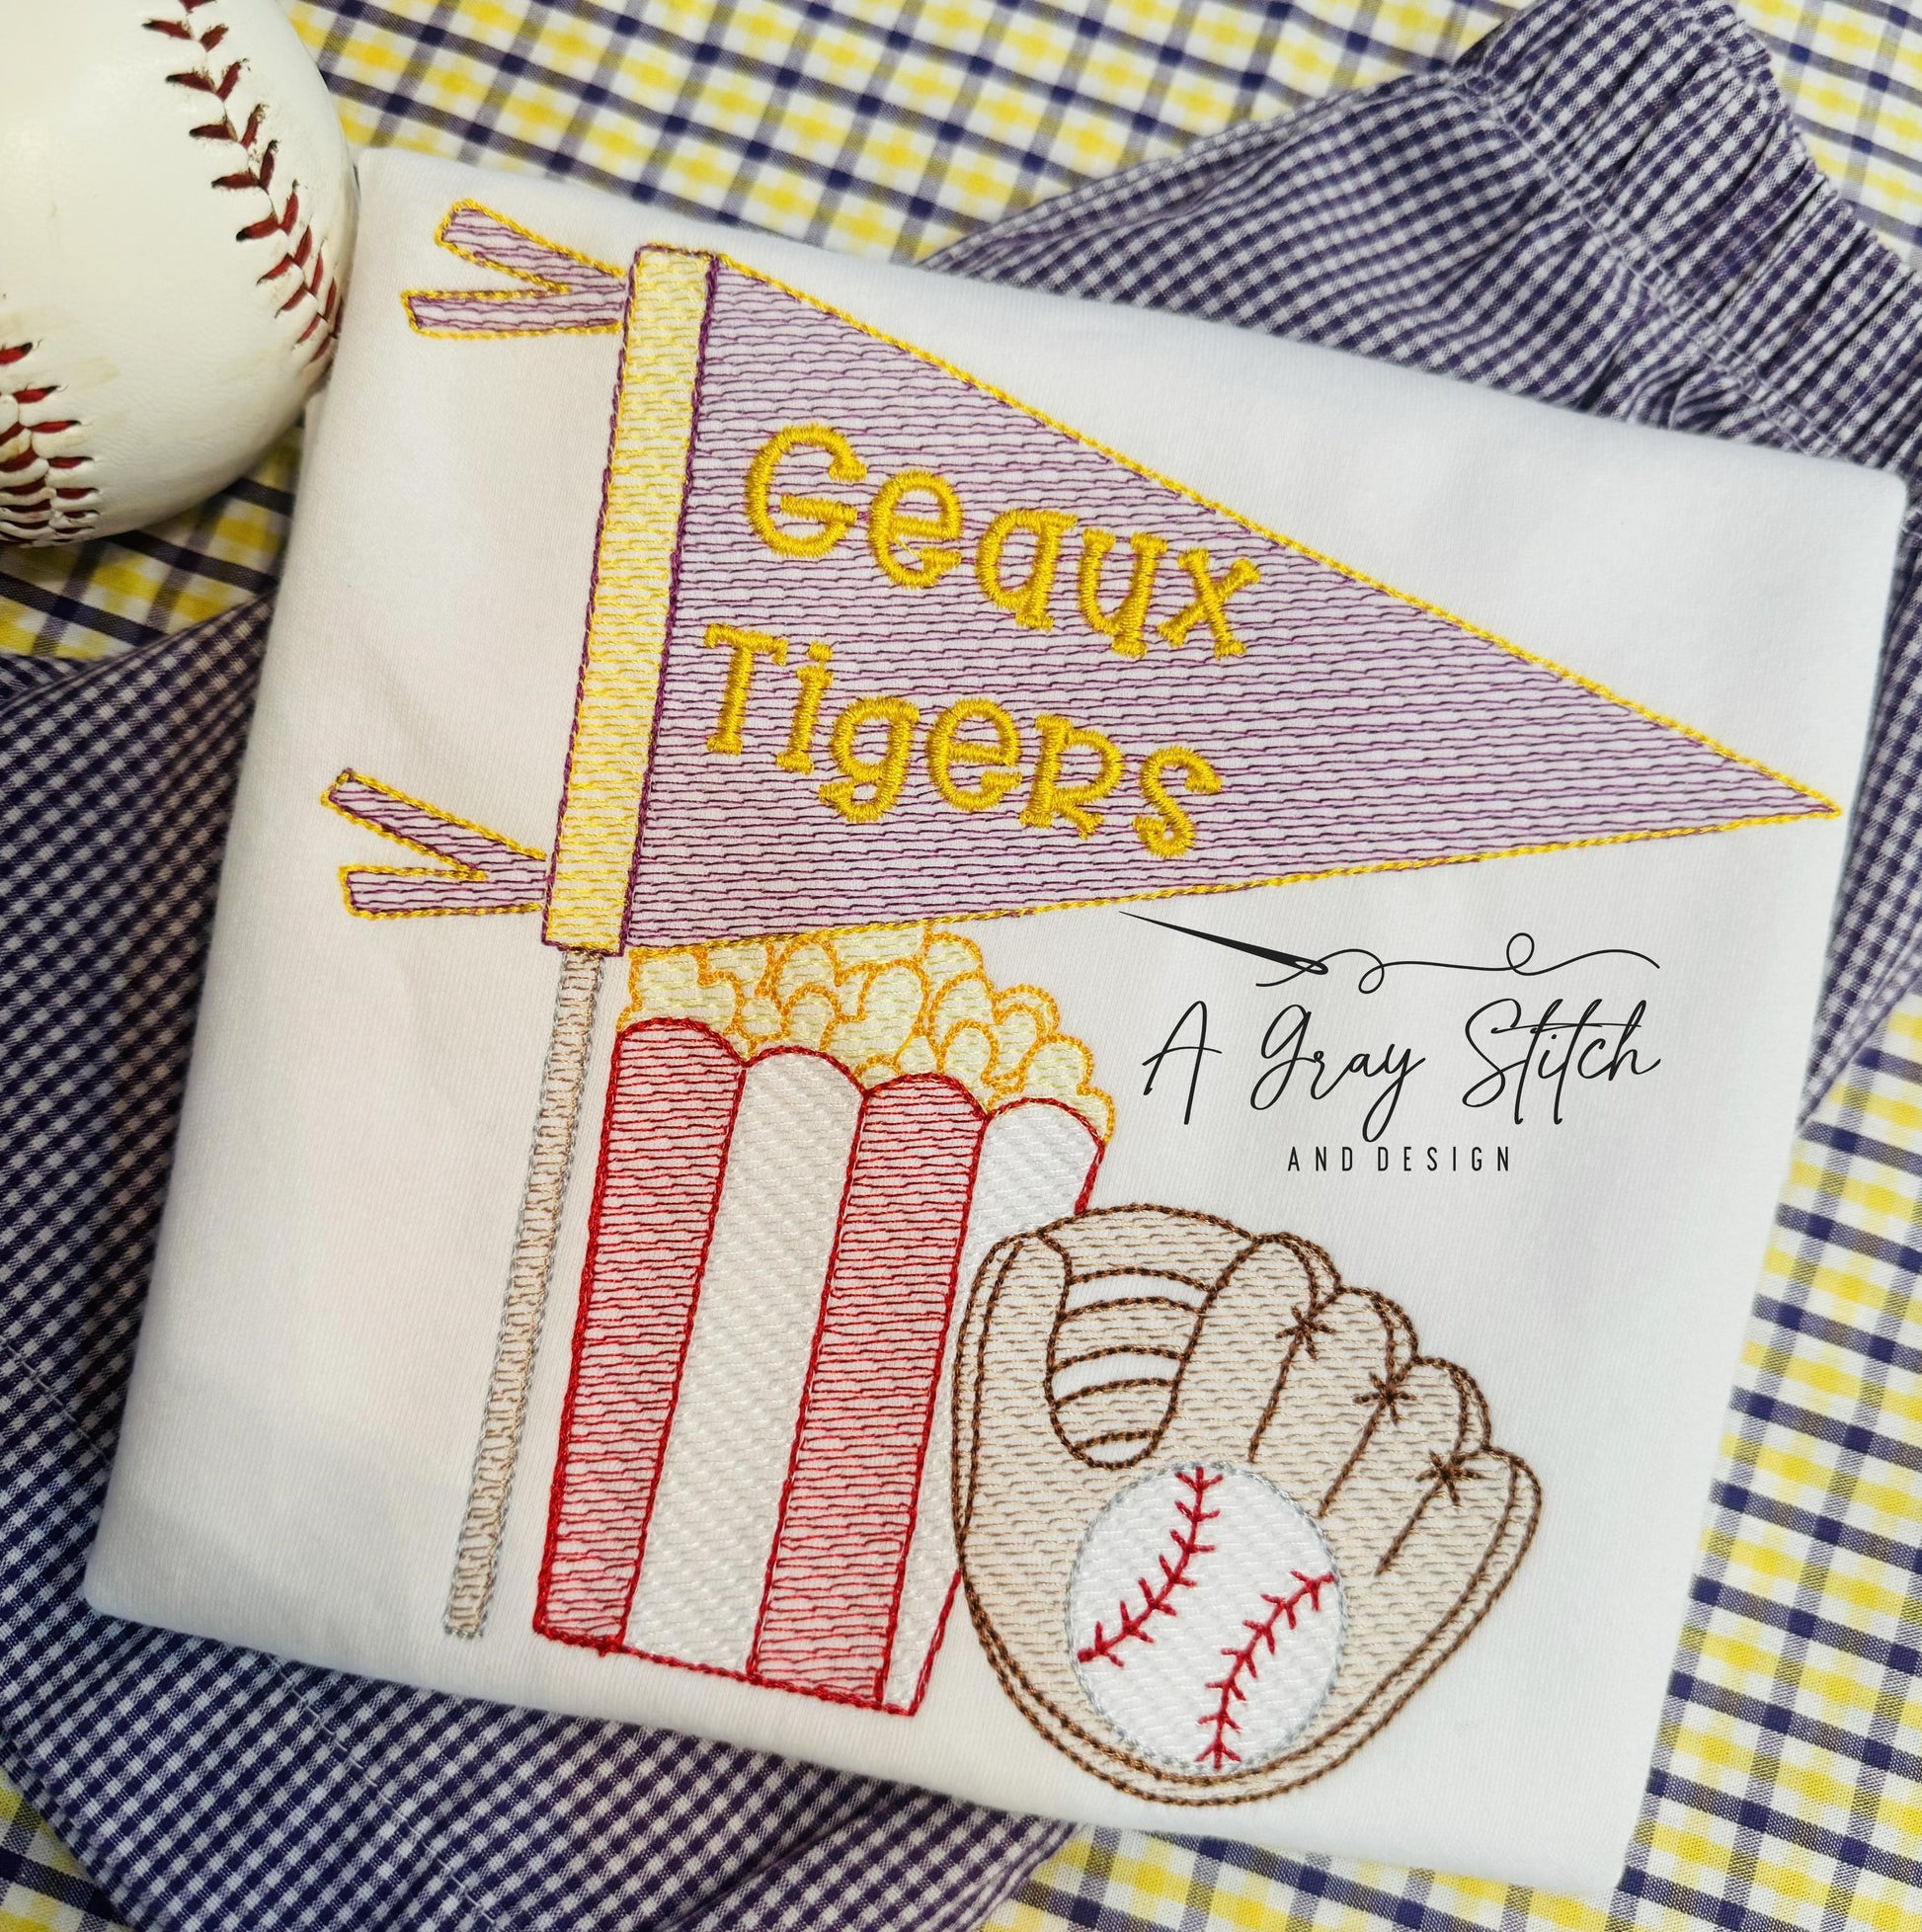 Geaux
Tigers
A Gray Stitch
AND DESIGN